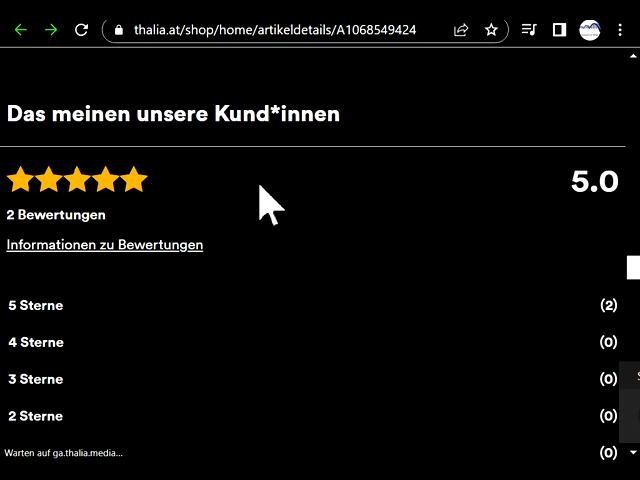 thalia.at/shop/home/artikeldetails/A1068549424
Das meinen unsere Kund*innen
5.0
2 Bewertungen
Informationen zu Bewertungen
5 Sterne (2)
4 Sterne (0)
3 Sterne (0)
2 Sterne (0)
Warten auf ga.thalia.media... (0)